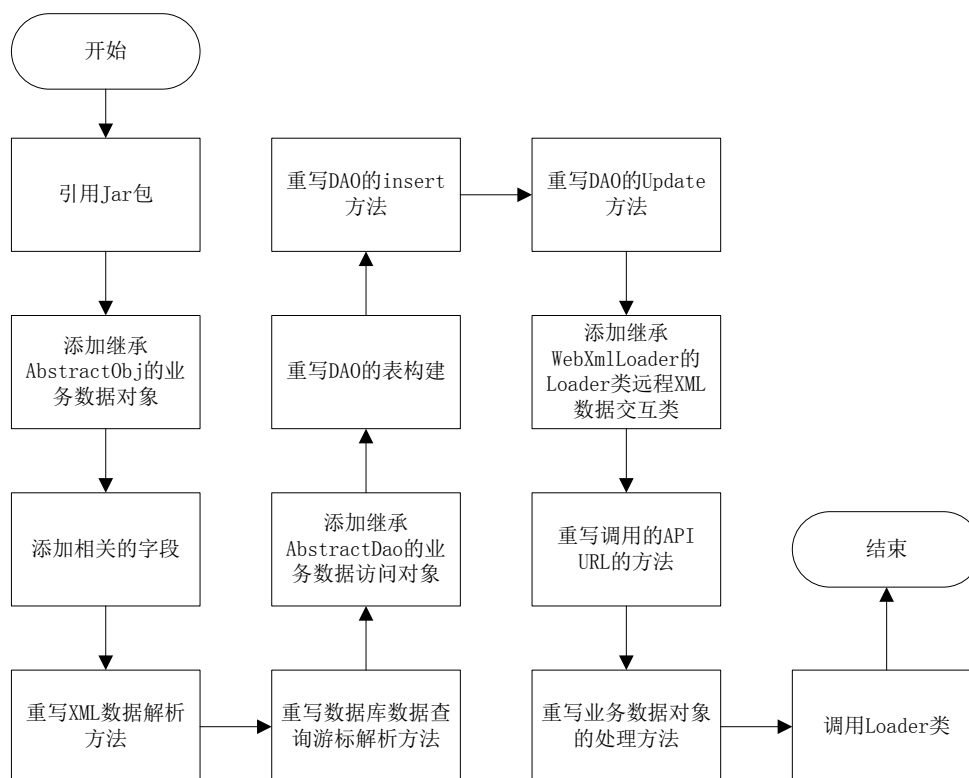 开始
引用Jar包
添加继承
AbstractObj的业
务数据对象
添加相关的字段
重写XML数据解析
方法
重写数据库数据查
询游标解析方法
添加继承
AbstractDao的业
务数据访问对象
重写DAO的表构建
重写DAO的insert
方法
重写DAO的Update
方法
添加继承
WebXmlLoader的
Loader类远程XML
数据交互类
重写调用的API
URL的方法
重写业务数据对象
的处理方法
调用Loader类
结束